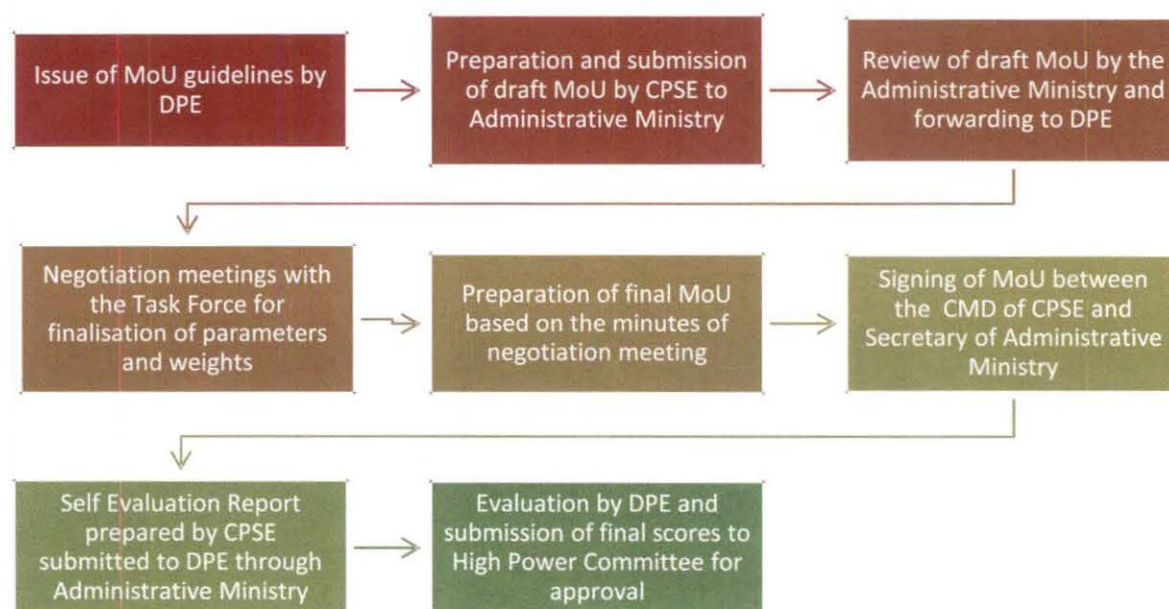 Issue of MoU guidelines by
DPE
Preparation and submission
of draft MoU by CPSE to
Administrative Ministry
Review of draft MoU by the
Administrative Ministry and
forwarding to DPE
Negotiation meetings with
the Task Force for
finalisation of parameters
and weights
Preparation of final MoU
based on the minutes of
negotiation meeting
Signing of MoU between
the CMD of CPSE and
Secretary of Administrative
Ministry
Self Evaluation Report
prepared by CPSE
submitted to DPE through
Administrative Ministry
Evaluation by DPE and
submission of final scores to
High Power Committee for
approval